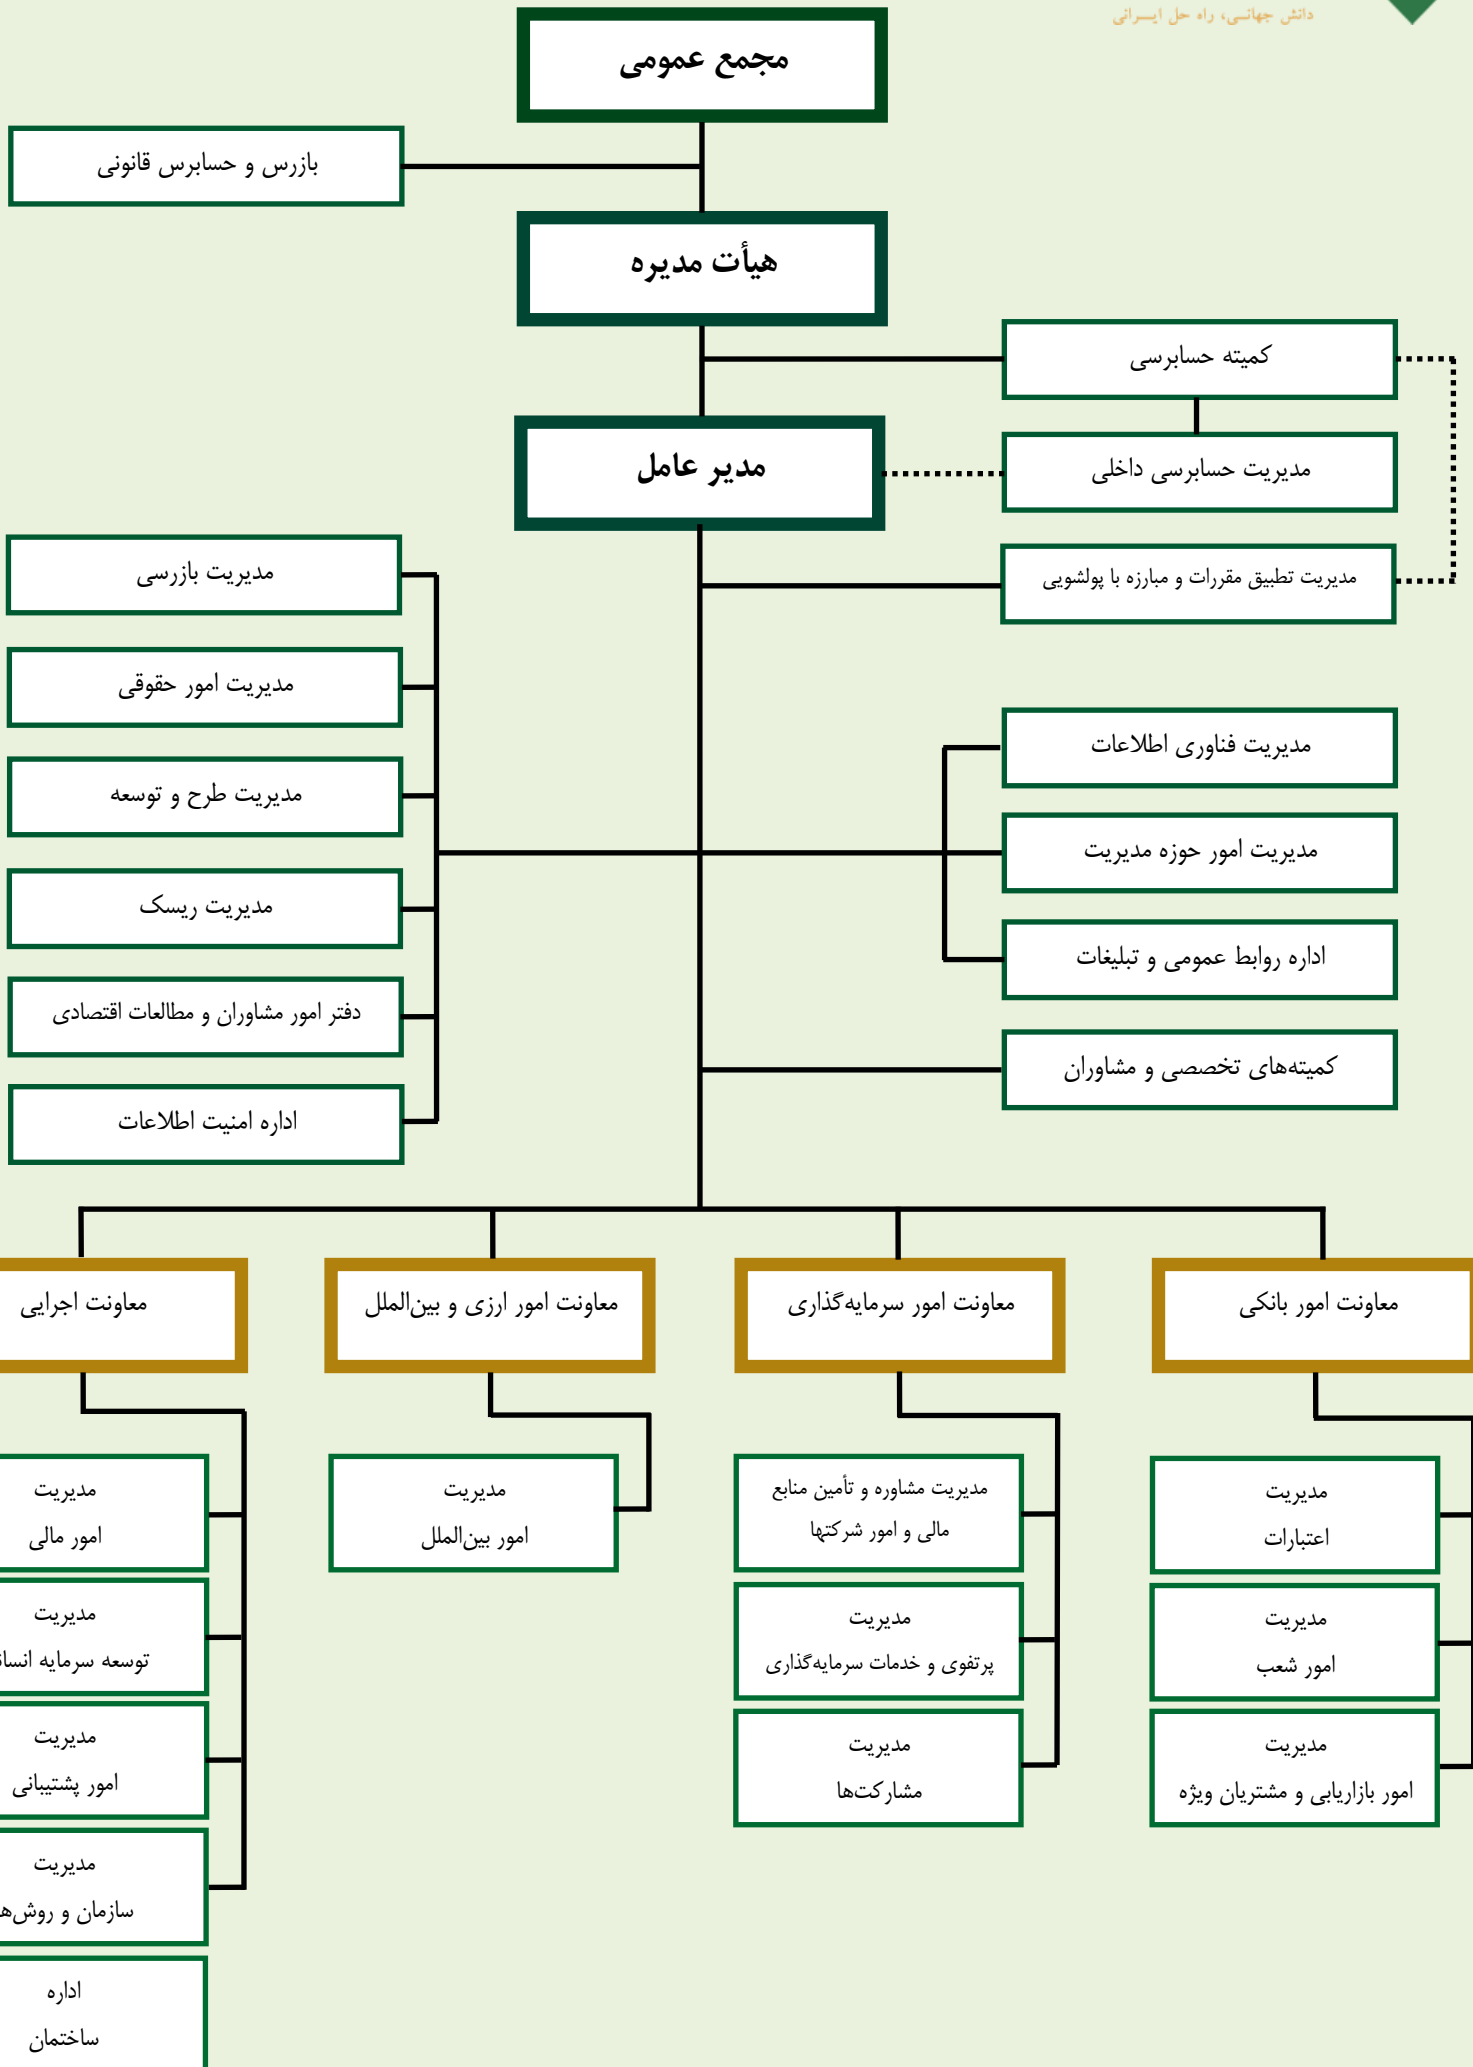 دانش جهانـی، راه حل ایـرانی
مجمع عمومی
بازرس و حسابرس قانونی
هیأت مدیره
کمیته حسابرسی
مدیر عامل
مدیریت حسابرسی داخلی
مدیریت تطبیق مقررات و مبارزه با پولشویی
مدیریت بازرسی
مدیریت امور حقوقی
مدیریت فناوری اطلاعات
مدیریت طرح و توسعه
مدیریت امور حوزه مدیریت
مدیریت ریسک
اداره روابط عمومی و تبلیغات
دفتر امور مشاوران و مطالعات اقتصادی
کمیته‌های تخصصی و مشاوران
اداره امنیت اطلاعات
معاونت امور بانکی
معاونت امور سرمایه‌گذاری
معاونت امور ارزی و بین‌الملل
معاونت اجرایی
مدیریت
اعتبارات
مدیریت
امور شعب
مدیریت
امور بازاریابی و مشتریان ویژه
مدیریت مشاوره و تأمین منابع
مالی و امور شرکتها
مدیریت
پرتفوی و خدمات سرمایه‌گذاری
مدیریت
مشارکت‌ها
مدیریت
امور بین‌الملل
مدیریت
امور مالی
مدیریت
توسعه سرمایه
مدیریت
امور پشتیبانی
مدیریت
سازمان و
اداره
ساختمان